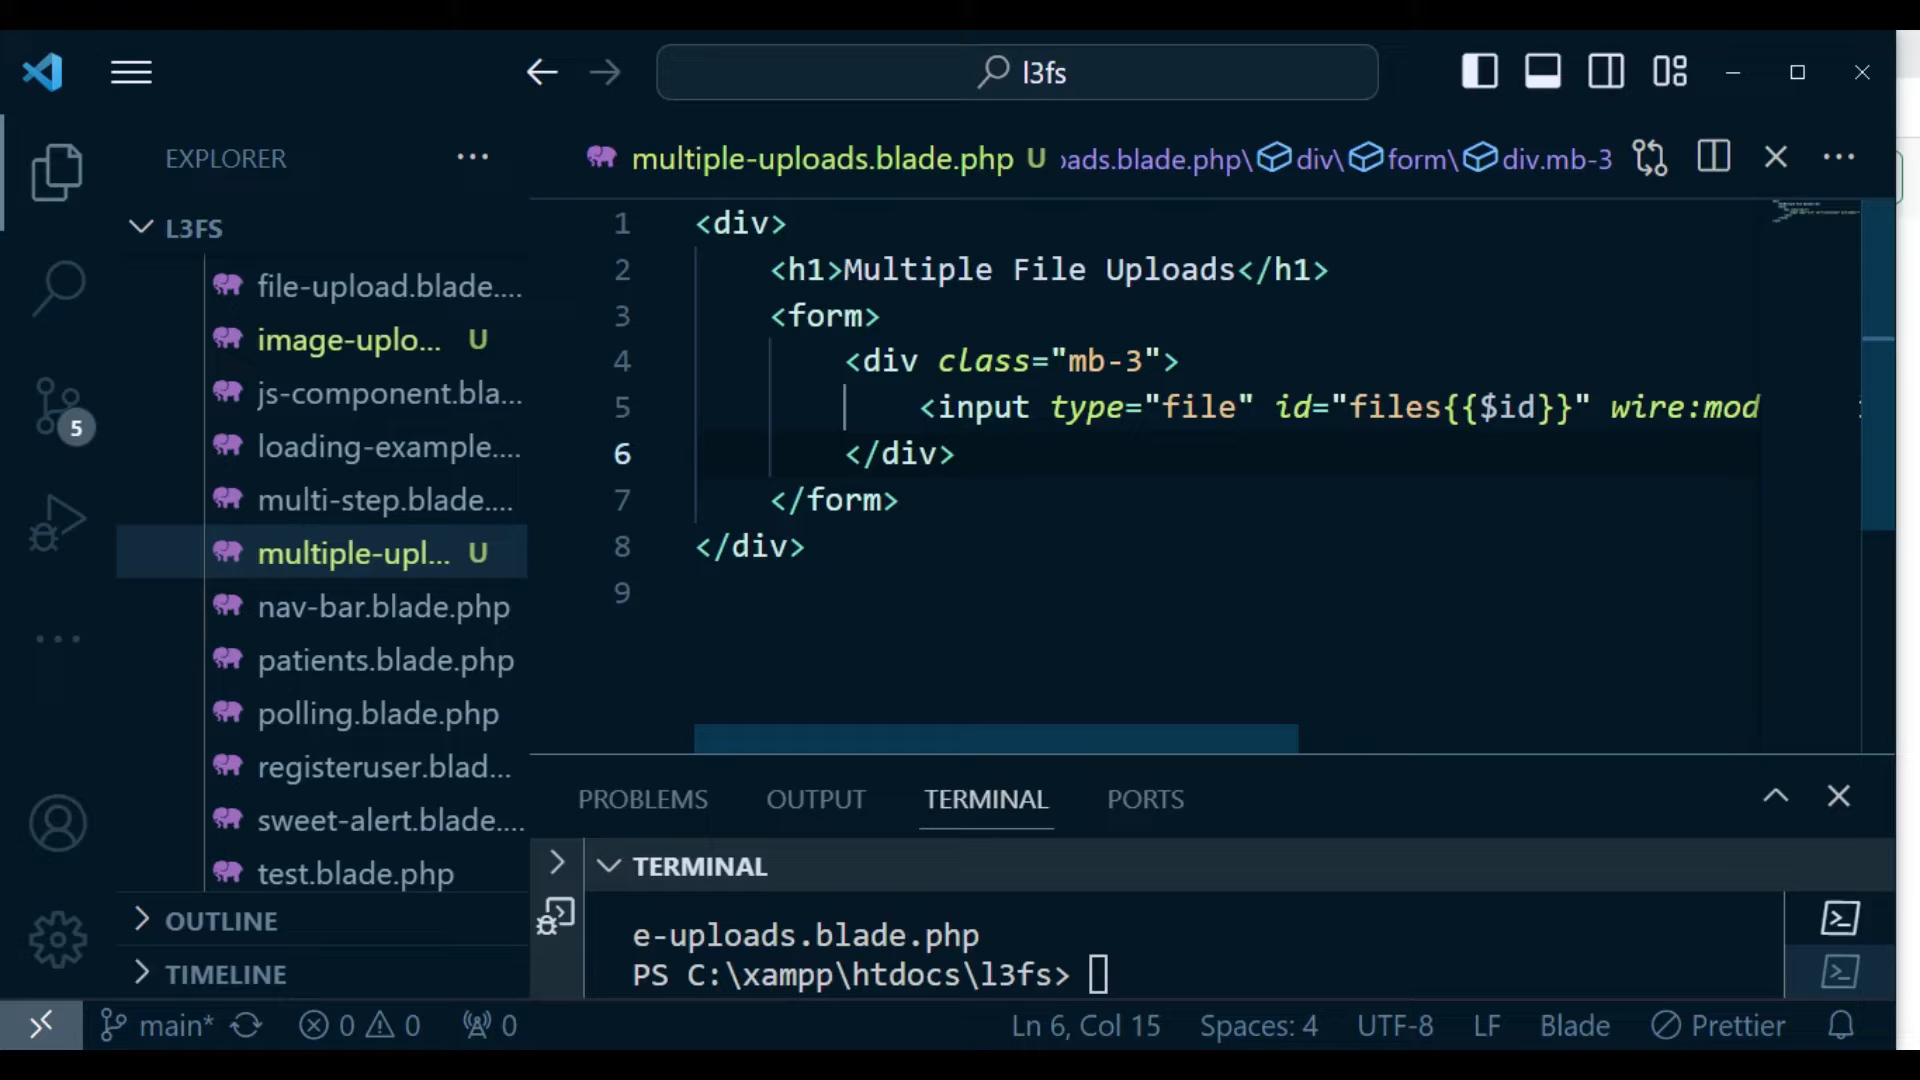 l3fs
EXPLORER
L3FS
file-upload.blade....
image-uplo... U
js-component.bla...
loading-example....
multi-step.blade....
multiple-upl... U
nav-bar.blade.php
patients.blade.php
polling.blade.php
registeruser.blad...
sweet-alert.blade....
test.blade.php
OUTLINE
TIMELINE
5
multiple-uploads.blade.php U ads.blade.php\ div\ form\ div.mb-3
1 <div>
2 <h1>Multiple File Uploads</h1>
3 <form>
4 <div class="mb-3">
5 <input type="file" id="files{{$id}}" wire:mod
6 </div>
7 </form>
8 </div>
9
PROBLEMS OUTPUT TERMINAL PORTS
TERMINAL
e-uploads.blade.php
PS C:\xampp\htdocs\l3fs>
main* 0 0 0 Ln 6, Col 15 Spaces: 4 UTF-8 LF Blade Prettier